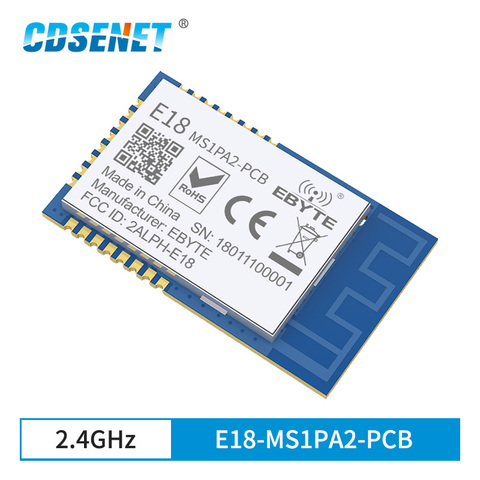 CDSENET
E18 MS1PA2-PCB
RoHS
CE
EBYTE
Made in China
SN: 18011100001
Manufacturer: EBYTE
FCC ID: 2ALPH-E18
2.4GHz
E18-MS1PA2-PCB